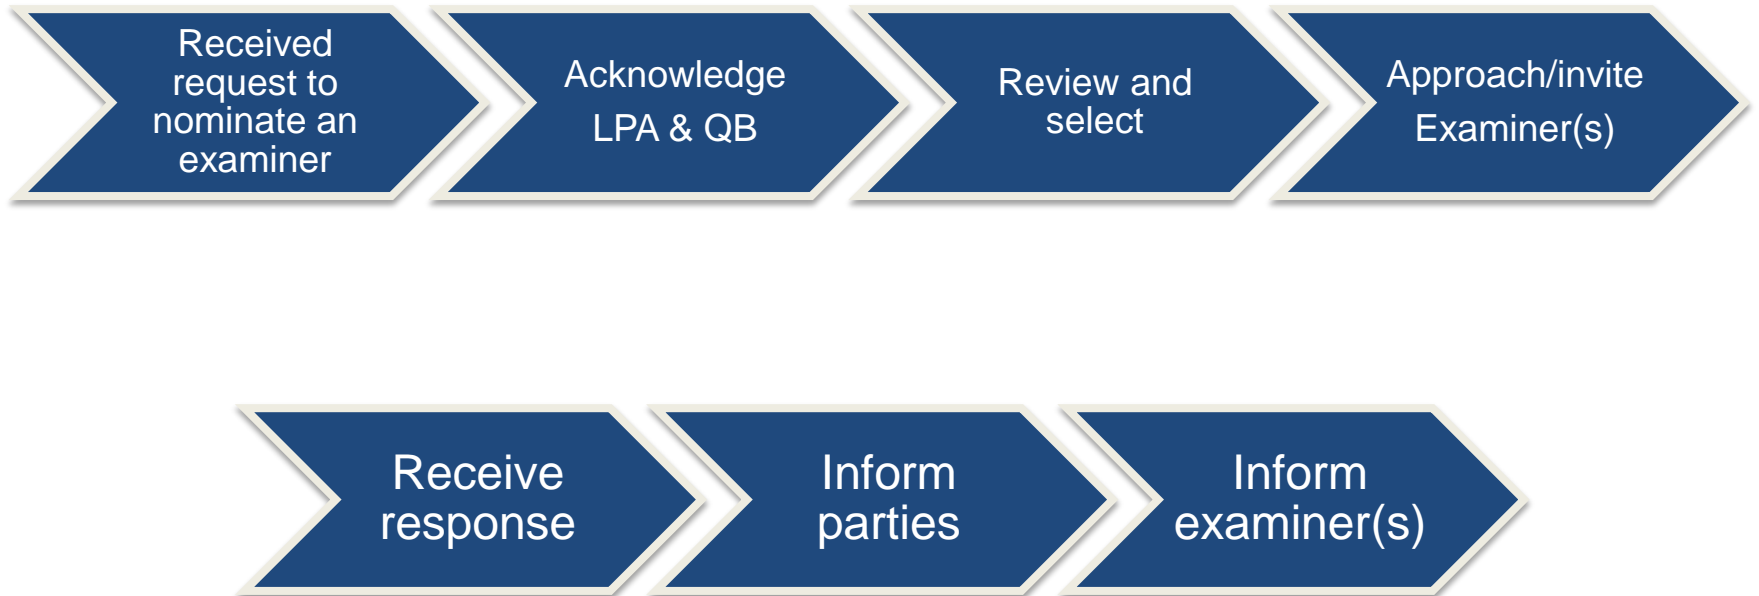 Received
request to
nominate an
examiner
Acknowledge
LPA & QB
Review and
select
Approach/invite
Examiner(s)
Receive
response
Inform
parties
Inform
examiner(s)